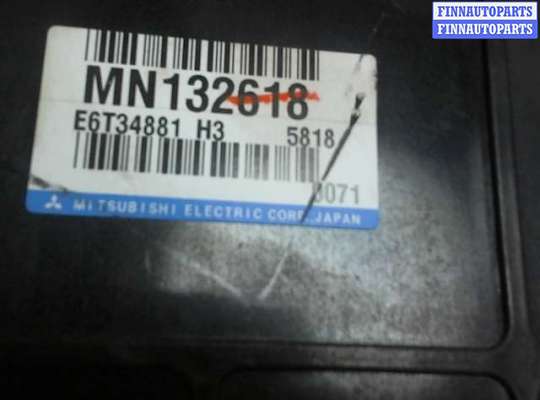 FINNAUTOPARTS
FINNAUTOPARTS
MN132618
E6T34881 H3 5818
0071
MITSUBISHI ELECTRIC CORP. JAPAN